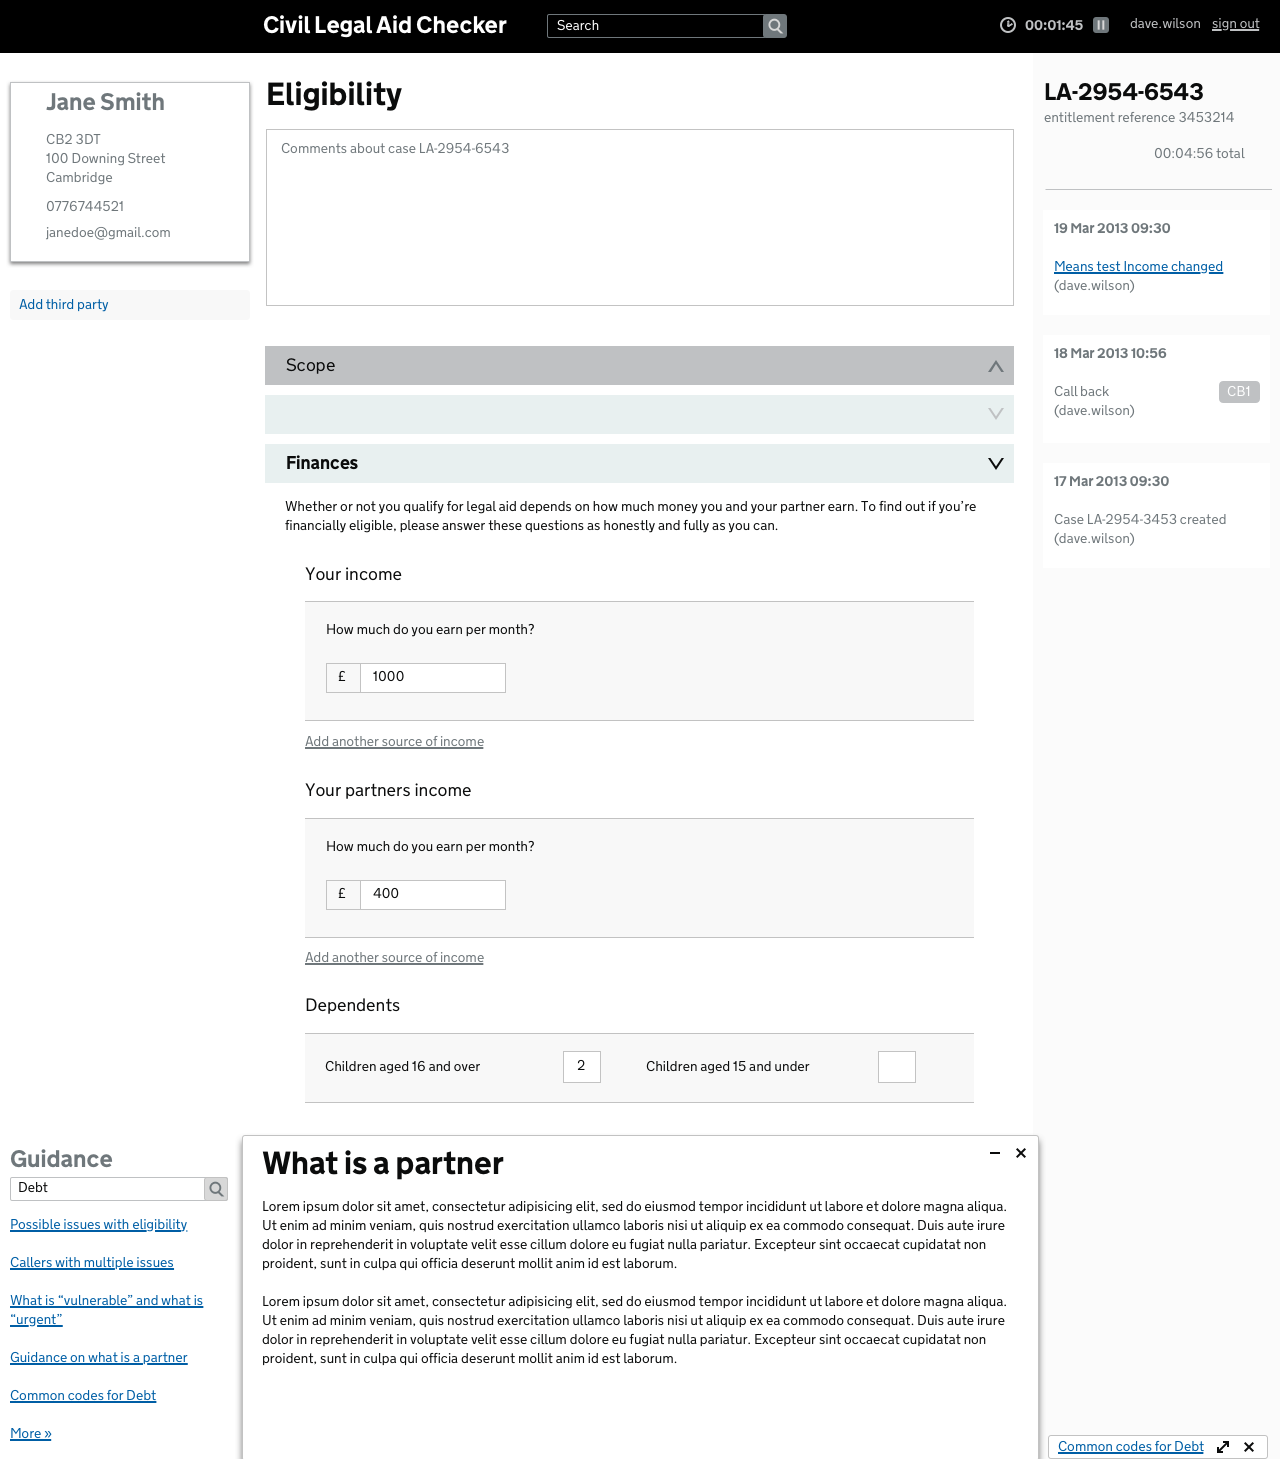 Civil Legal Aid Checker
Search
00:01:45
dave.wilson sign out
Jane Smith
CB2 3DT
100 Downing Street
Cambridge
0776744521
janedoe@gmail.com
Add third party
Eligibility
Comments about case LA-2954-6543
Scope
Finances
Whether or not you qualify for legal aid depends on how much money you and your partner earn. To find out if you’re
financially eligible, please answer these questions as honestly and fully as you can.
Your income
How much do you earn per month?
£ 1000
Add another source of income
Your partners income
How much do you earn per month?
£ 400
Add another source of income
Dependents
Children aged 16 and over 2 Children aged 15 and under
LA-2954-6543
entitlement reference 3453214
00:04:56 total
19 Mar 2013 09:30
Means test Income changed
(dave.wilson)
18 Mar 2013 10:56
Call back CB1
(dave.wilson)
17 Mar 2013 09:30
Case LA-2954-3453 created
(dave.wilson)
Guidance
Debt
Possible issues with eligibility
Callers with multiple issues
What is “vulnerable” and what is
“urgent”
Guidance on what is a partner
Common codes for Debt
More »
What is a partner
Lorem ipsum dolor sit amet, consectetur adipisicing elit, sed do eiusmod tempor incididunt ut labore et dolore magna aliqua.
Ut enim ad minim veniam, quis nostrud exercitation ullamco laboris nisi ut aliquip ex ea commodo consequat. Duis aute irure
dolor in reprehenderit in voluptate velit esse cillum dolore eu fugiat nulla pariatur. Excepteur sint occaecat cupidatat non
proident, sunt in culpa qui officia deserunt mollit anim id est laborum.
Lorem ipsum dolor sit amet, consectetur adipisicing elit, sed do eiusmod tempor incididunt ut labore et dolore magna aliqua.
Ut enim ad minim veniam, quis nostrud exercitation ullamco laboris nisi ut aliquip ex ea commodo consequat. Duis aute irure
dolor in reprehenderit in voluptate velit esse cillum dolore eu fugiat nulla pariatur. Excepteur sint occaecat cupidatat non
proident, sunt in culpa qui officia deserunt mollit anim id est laborum.
Common codes for Debt